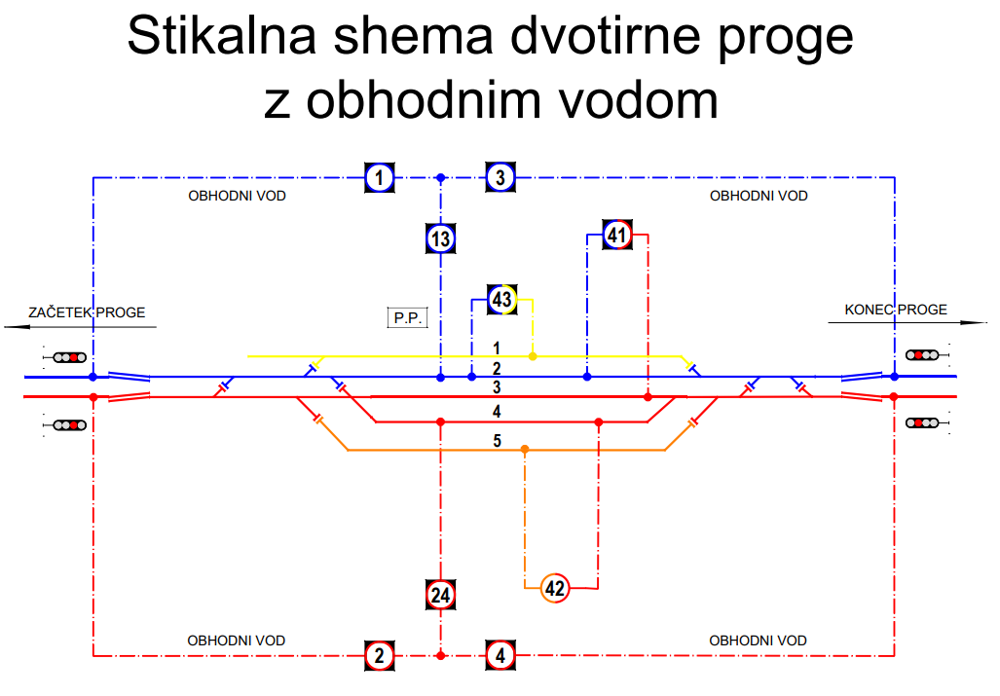 Stikalna shema dvotirne proge
z obhodnim vodom
1
3
OBHODNI VOD
OBHODNI VOD
13
41
43
ZAČETEK PROGE
P.P.
KONEC PROGE
1
2
3
4
5
42
24
OBHODNI VOD
OBHODNI VOD
2
4